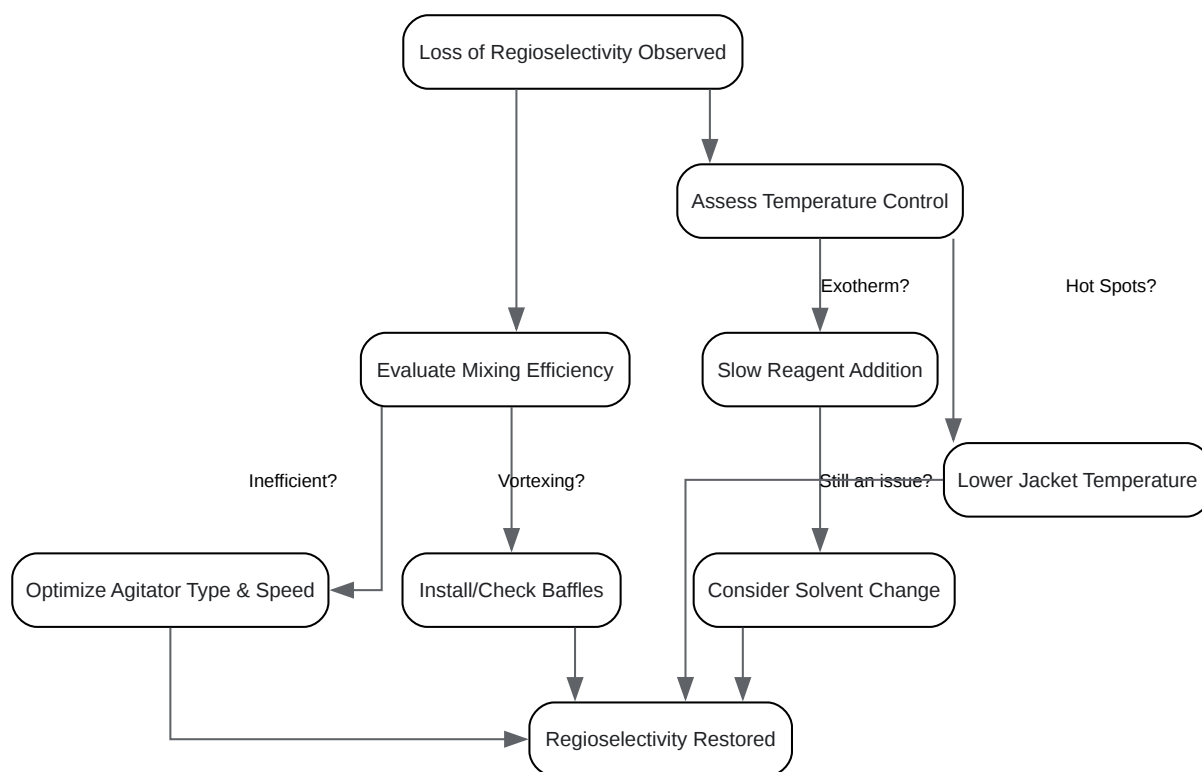 Loss of Regioselectivity Observed
Assess Temperature Control
Exotherm?
Hot Spots?
Evaluate Mixing Efficiency
Slow Reagent Addition
Inefficient?
Vortexing?
Still an issue?
Lower Jacket Temperature
Optimize Agitator Type & Speed
Install/Check Baffles
Consider Solvent Change
Regioselectivity Restored